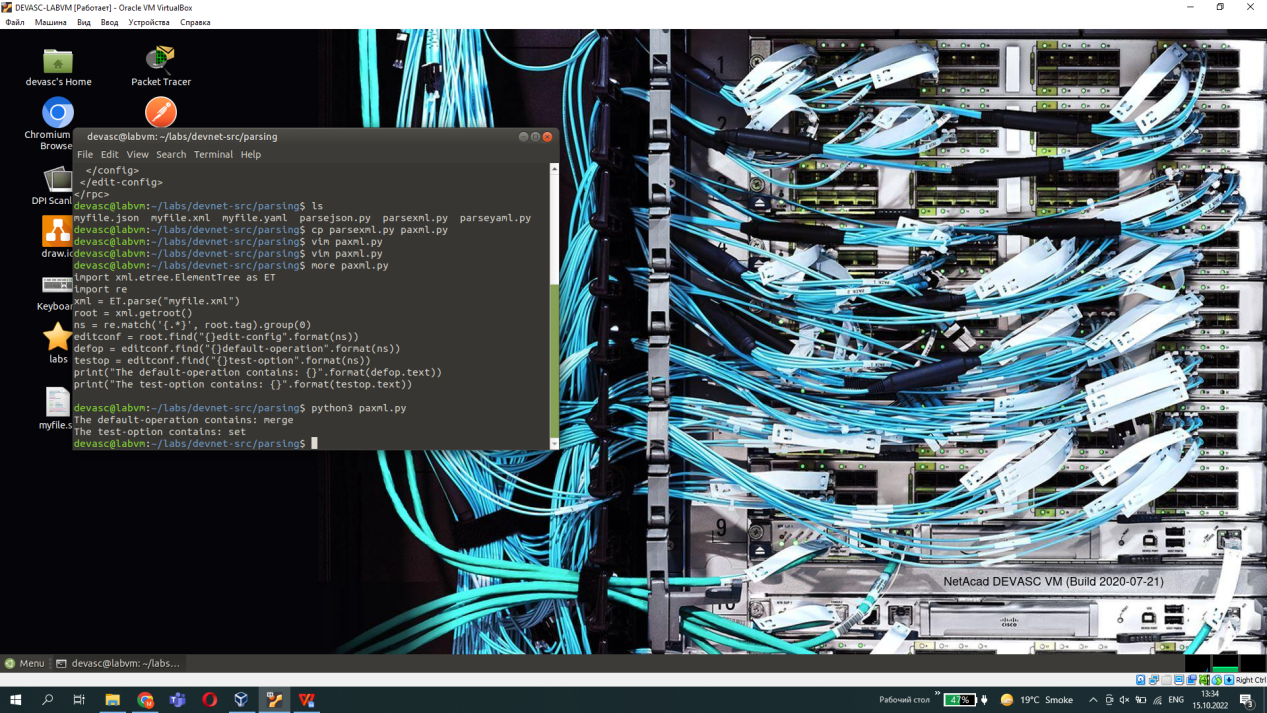 DEVASC-LABVM [Работает] - Oracle VM VirtualBox
Файл Машина Вид Ввод Устройства Справка
devasc's Home
Packet Tracer
Chromium
Browse
DPI Scanl
draw.i
Keyboar
labs
myfile.s
devasc@labvm: ~/labs/devnet-src/parsing
File Edit View Search Terminal Help
</config>
</edit-config>
</rpc>
devasc@labvm:~/labs/devnet-src/parsing$ ls
myfile.json myfile.xml myfile.yaml parsejson.py parsexml.py parseyaml.py
devasc@labvm:~/labs/devnet-src/parsing$ cp parsexml.py paxml.py
devasc@labvm:~/labs/devnet-src/parsing$ vim paxml.py
devasc@labvm:~/labs/devnet-src/parsing$ vim paxml.py
devasc@labvm:~/labs/devnet-src/parsing$ more paxml.py
import xml.etree.ElementTree as ET
import re
xml = ET.parse("myfile.xml")
root = xml.getroot()
ns = re.match('{.*}', root.tag).group(0)
editconf = root.find("{}edit-config".format(ns))
defop = editconf.find("{}default-operation".format(ns))
testop = editconf.find("{}test-option".format(ns))
print("The default-operation contains: {}".format(defop.text))
print("The test-option contains: {}".format(testop.text))
devasc@labvm:~/labs/devnet-src/parsing$ python3 paxml.py
The default-operation contains: merge
The test-option contains: set
devasc@labvm:~/labs/devnet-src/parsing$
1
2
4
9
10
NetAcad DEVASC VM (Build 2020-07-21)
CISCO
Menu
devasc@labvm: ~/labs...
Right Ctrl
Рабочий стол
47%
19°C Smoke
ENG
13:34
15.10.2022
3